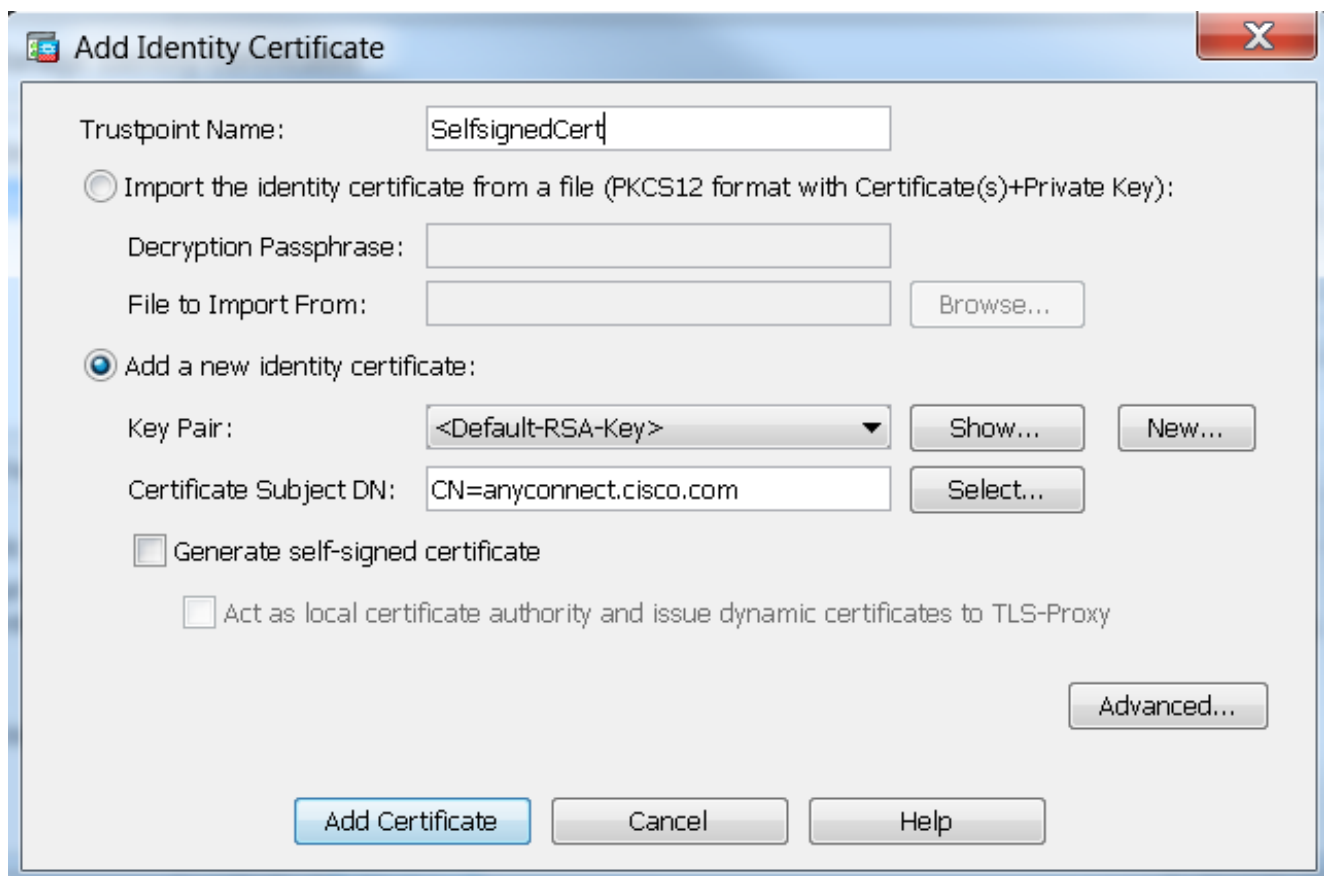 Add Identity Certificate
Trustpoint Name: SelfsignedCert
Import the identity certificate from a file (PKCS12 format with Certificate(s)+Private Key):
Decryption Passphrase:
File to Import From: Browse...
Add a new identity certificate:
Key Pair: <Default-RSA-Key> Show... New...
Certificate Subject DN: CN=anyconnect.cisco.com Select...
Generate self-signed certificate
Act as local certificate authority and issue dynamic certificates to TLS-Proxy
Advanced...
Add Certificate Cancel Help